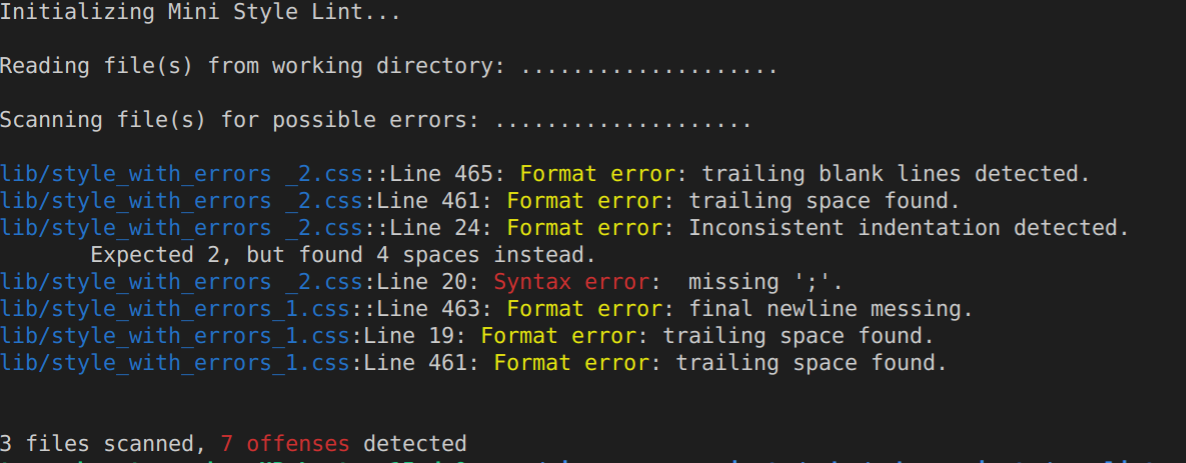 Initializing Mini Style Lint...
Reading file(s) from working directory: ....................
Scanning file(s) for possible errors: ....................
lib/style_with_errors _2.css::Line 465: Format error: trailing blank lines detected.
lib/style_with_errors _2.css:Line 461: Format error: trailing space found.
lib/style_with_errors _2.css:Line 24: Format error: Inconsistent indentation detected.
Expected 2, but found 4 spaces instead.
lib/style_with_errors _2.css:Line 20: Syntax error:  missing ';'.
lib/style_with_errors_1.css::Line 463: Format error: final newline messing.
lib/style_with_errors_1.css:Line 19: Format error: trailing space found.
lib/style_with_errors_1.css:Line 461: Format error: trailing space found.
3 files scanned, 7 offenses detected